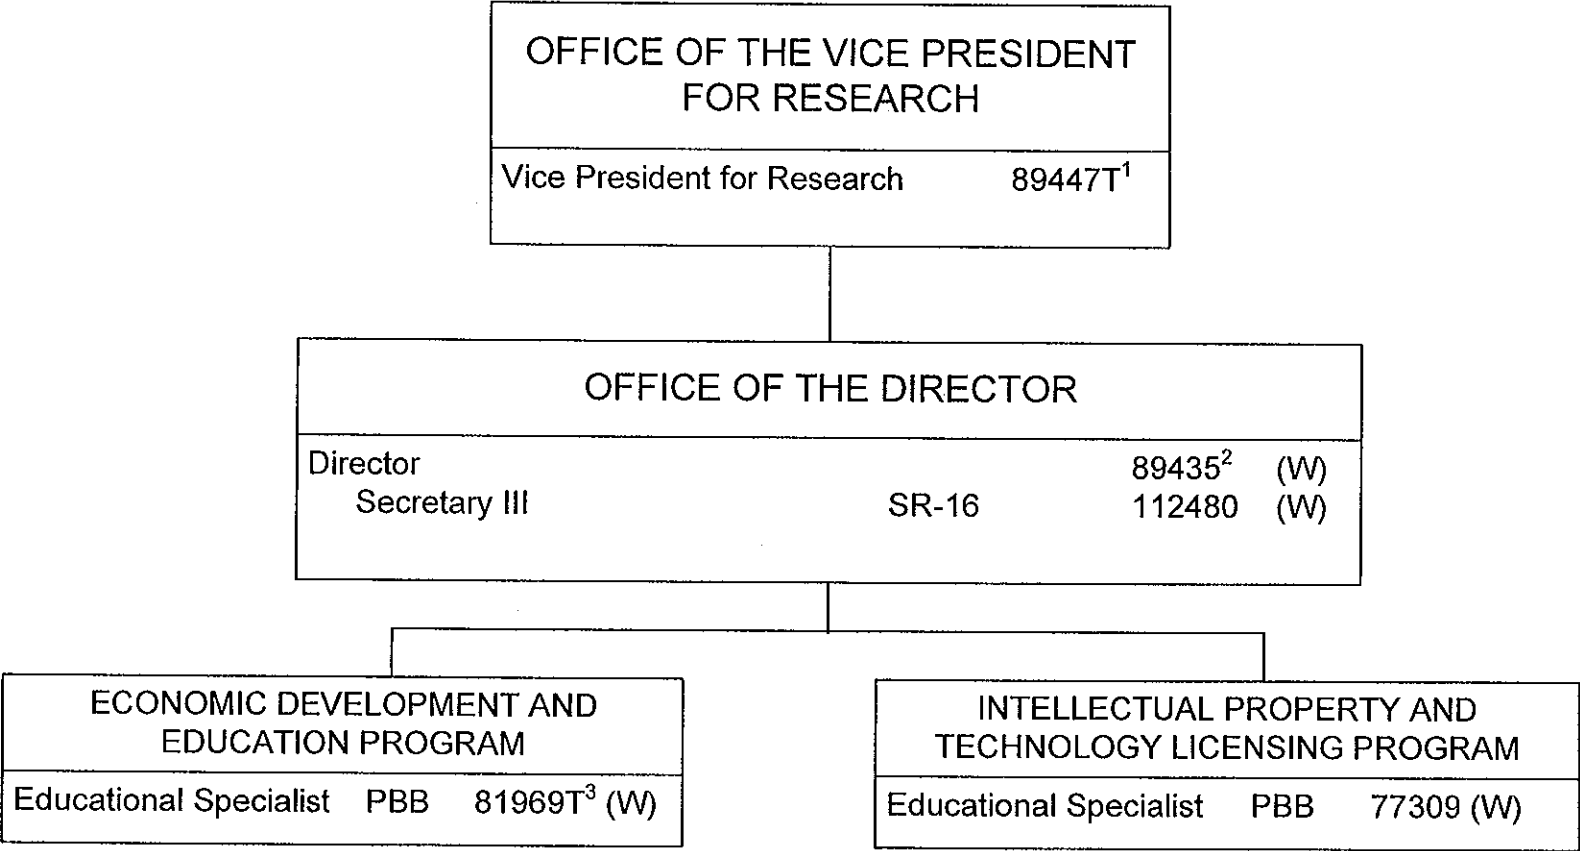 OFFICE OF THE VICE PRESIDENT
FOR RESEARCH
Vice President for Research 89447T¹
OFFICE OF THE DIRECTOR
Director 89435² (W)
Secretary III SR-16 112480 (W)
ECONOMIC DEVELOPMENT AND
EDUCATION PROGRAM
Educational Specialist PBB 81969T³ (W)
INTELLECTUAL PROPERTY AND
TECHNOLOGY LICENSING PROGRAM
Educational Specialist PBB 77309 (W)